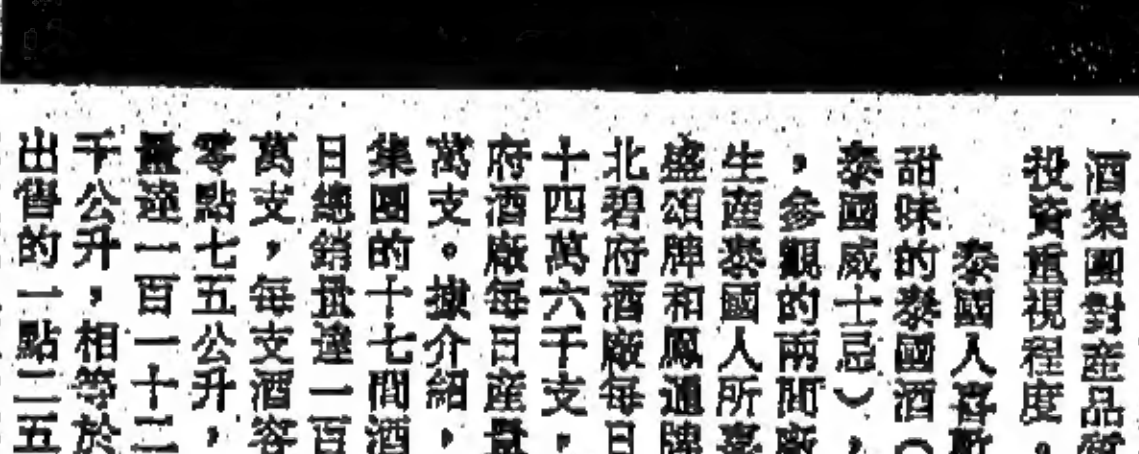 酒集團對產品質
投資重視程度。
泰國人喜歡
甜味的泰國酒（
泰國威士忌），
，參觀的兩間廠
生產泰國人所喜
盛頌牌和鳳通牌
北碧府酒廠每日
十四萬六千支，
府酒廠每日產量
萬支。據介紹，
集團的十七間酒
日總銷量達一百
萬支，每支酒容
零點七五公升，
量達一百一十二
千公升，相等於
出售的一點二五